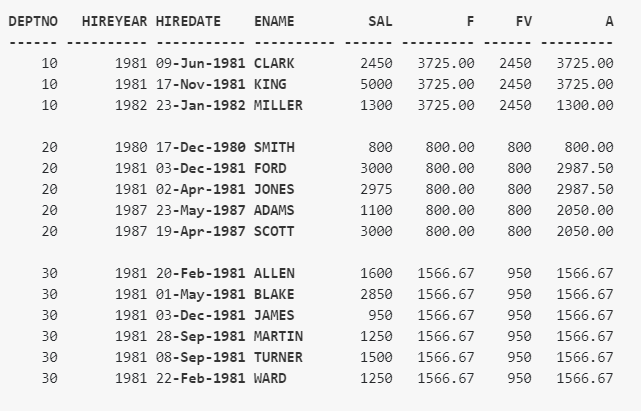 DEPTNO HIREYEAR HIREDATE ENAME SAL F FV A
------ ---------- ----------- ---------- ------ --------- ------ ---------
10 1981 09-Jun-1981 CLARK 2450 3725.00 2450 3725.00
10 1981 17-Nov-1981 KING 5000 3725.00 2450 3725.00
10 1982 23-Jan-1982 MILLER 1300 3725.00 2450 1300.00
20 1980 17-Dec-1980 SMITH 800 800.00 800 800.00
20 1981 03-Dec-1981 FORD 3000 800.00 800 2987.50
20 1981 02-Apr-1981 JONES 2975 800.00 800 2987.50
20 1987 23-May-1987 ADAMS 1100 800.00 800 2050.00
20 1987 19-Apr-1987 SCOTT 3000 800.00 800 2050.00
30 1981 20-Feb-1981 ALLEN 1600 1566.67 950 1566.67
30 1981 01-May-1981 BLAKE 2850 1566.67 950 1566.67
30 1981 03-Dec-1981 JAMES 950 1566.67 950 1566.67
30 1981 28-Sep-1981 MARTIN 1250 1566.67 950 1566.67
30 1981 08-Sep-1981 TURNER 1500 1566.67 950 1566.67
30 1981 22-Feb-1981 WARD 1250 1566.67 950 1566.67